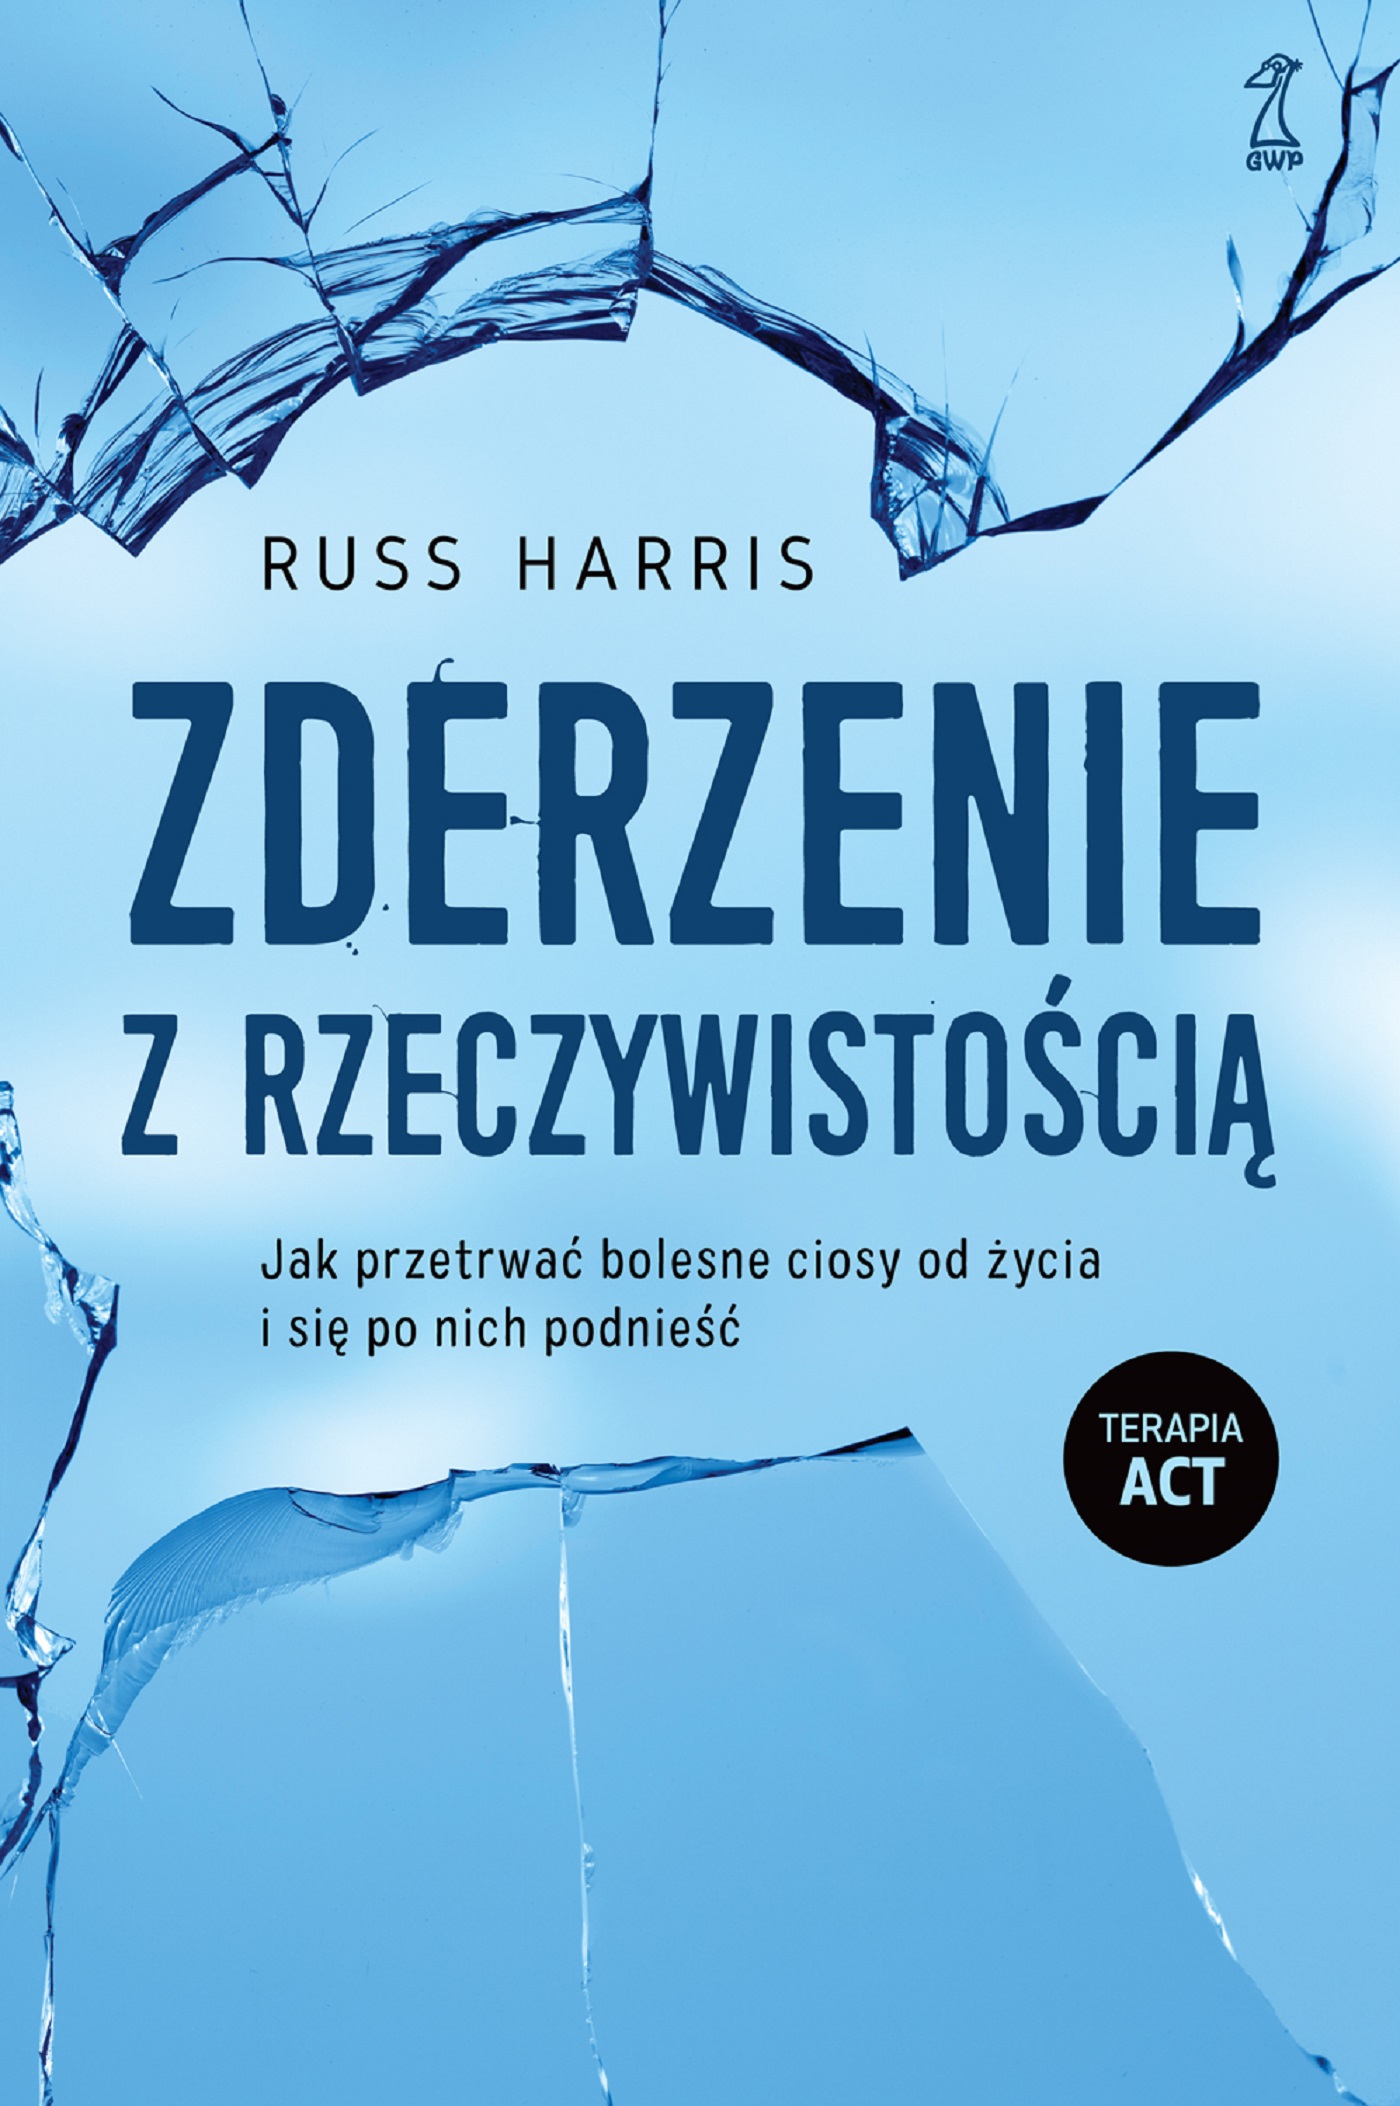 GWP
RUSS HARRIS
ZDERZENIE
Z RZECZYWISTOŚCIĄ
Jak przetrwać bolesne ciosy od życia
i się po nich podnieść
TERAPIA
ACT